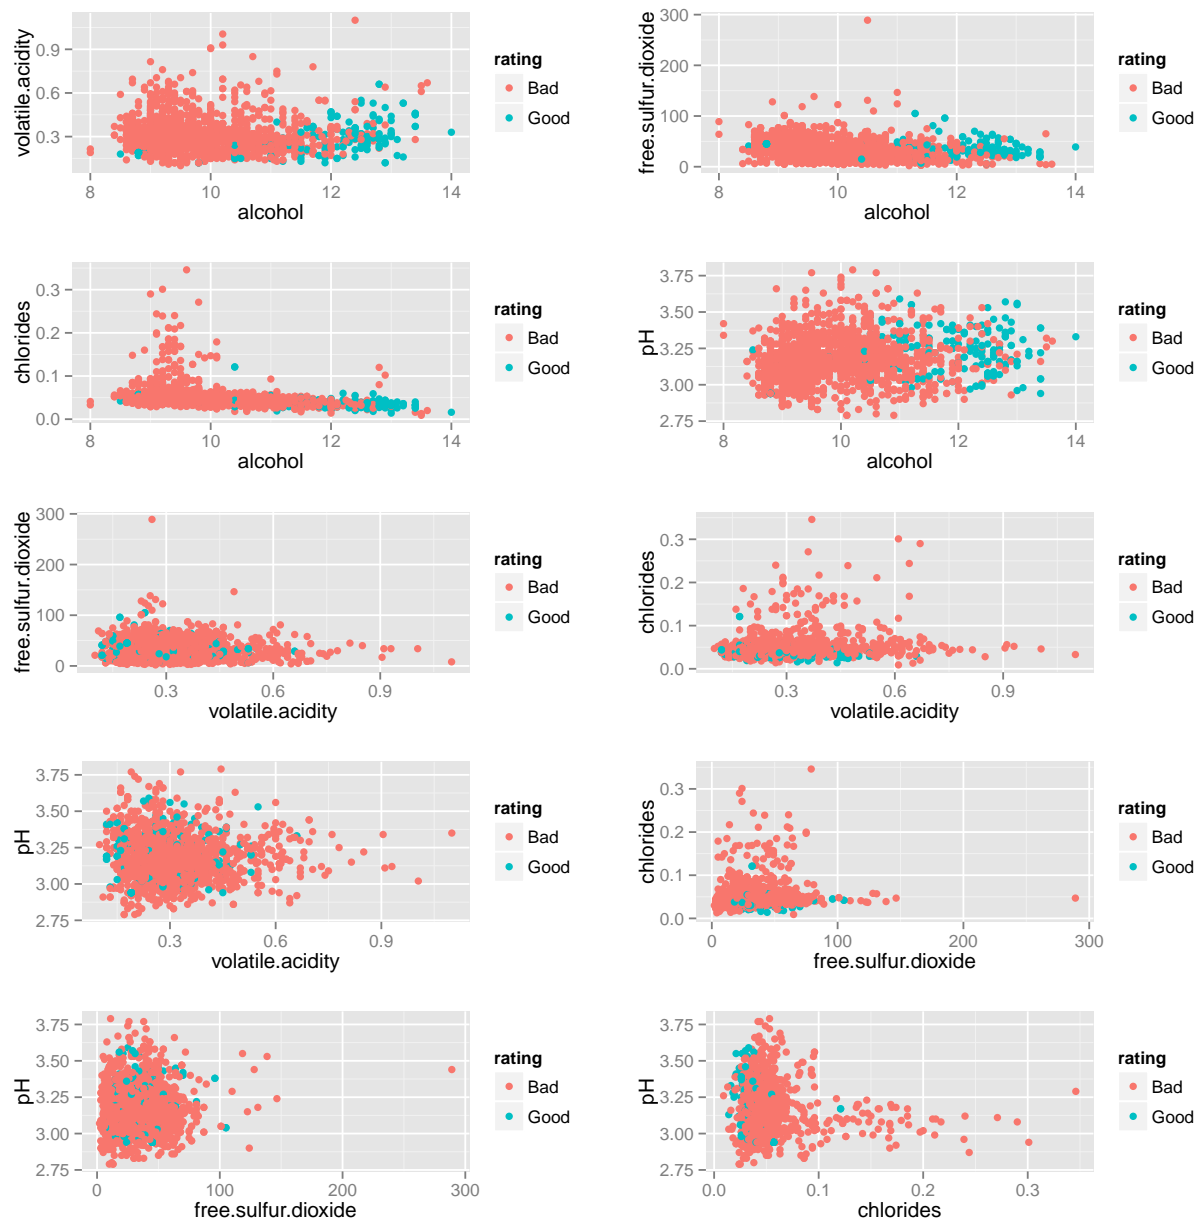 volatile.acidity
0.9
0.6
0.3
8 10 12 14
alcohol
rating
Bad
Good
free.sulfur.dioxide
300
200
100
0
8 10 12 14
alcohol
rating
Bad
Good
chlorides
0.3
0.2
0.1
0.0
8 10 12 14
alcohol
rating
Bad
Good
pH
3.75
3.50
3.25
3.00
2.75
8 10 12 14
alcohol
rating
Bad
Good
free.sulfur.dioxide
300
200
100
0
0.3 0.6 0.9
volatile.acidity
rating
Bad
Good
chlorides
0.3
0.2
0.1
0.0
0.3 0.6 0.9
volatile.acidity
rating
Bad
Good
pH
3.75
3.50
3.25
3.00
2.75
0.3 0.6 0.9
volatile.acidity
rating
Bad
Good
chlorides
0.3
0.2
0.1
0.0
0 100 200 300
free.sulfur.dioxide
rating
Bad
Good
pH
3.75
3.50
3.25
3.00
2.75
0 100 200 300
free.sulfur.dioxide
rating
Bad
Good
pH
3.75
3.50
3.25
3.00
2.75
0.0 0.1 0.2 0.3
chlorides
rating
Bad
Good